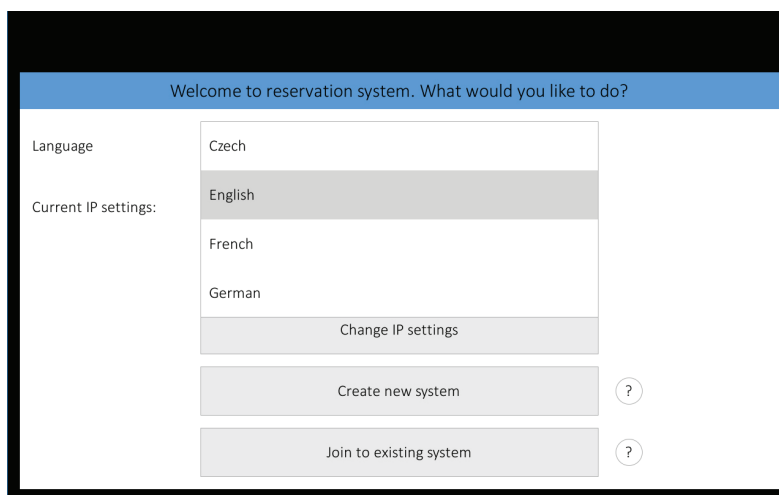 Welcome to reservation system. What would you like to do?
Language
Czech
English
Current IP settings:
French
German
Change IP settings
Create new system
?
Join to existing system
?